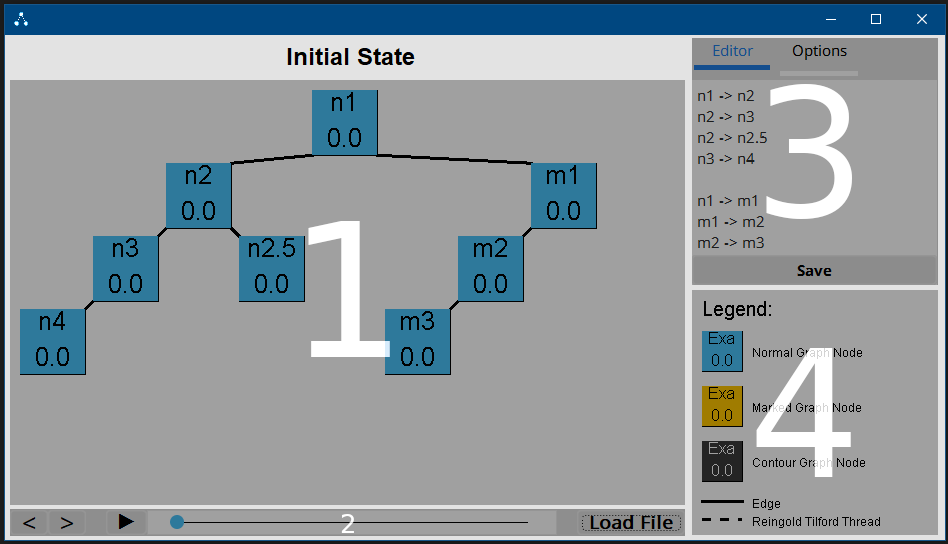 Initial State
n1
0.0
n2
0.0
m1
0.0
n3
0.0
n2.5
0.0
m2
0.0
n4
0.0
m3
0.0
1
< >
2
Load File
Editor Options
n1 -> n2
n2 -> n3
n2 -> n2.5
n3 -> n4
n1 -> m1
m1 -> m2
m2 -> m3
3
Save
Legend:
Exa
0.0
Normal Graph Node
Exa
0.0
Marked Graph Node
Exa
0.0
Contour Graph Node
4
Edge
Reingold Tilford Thread